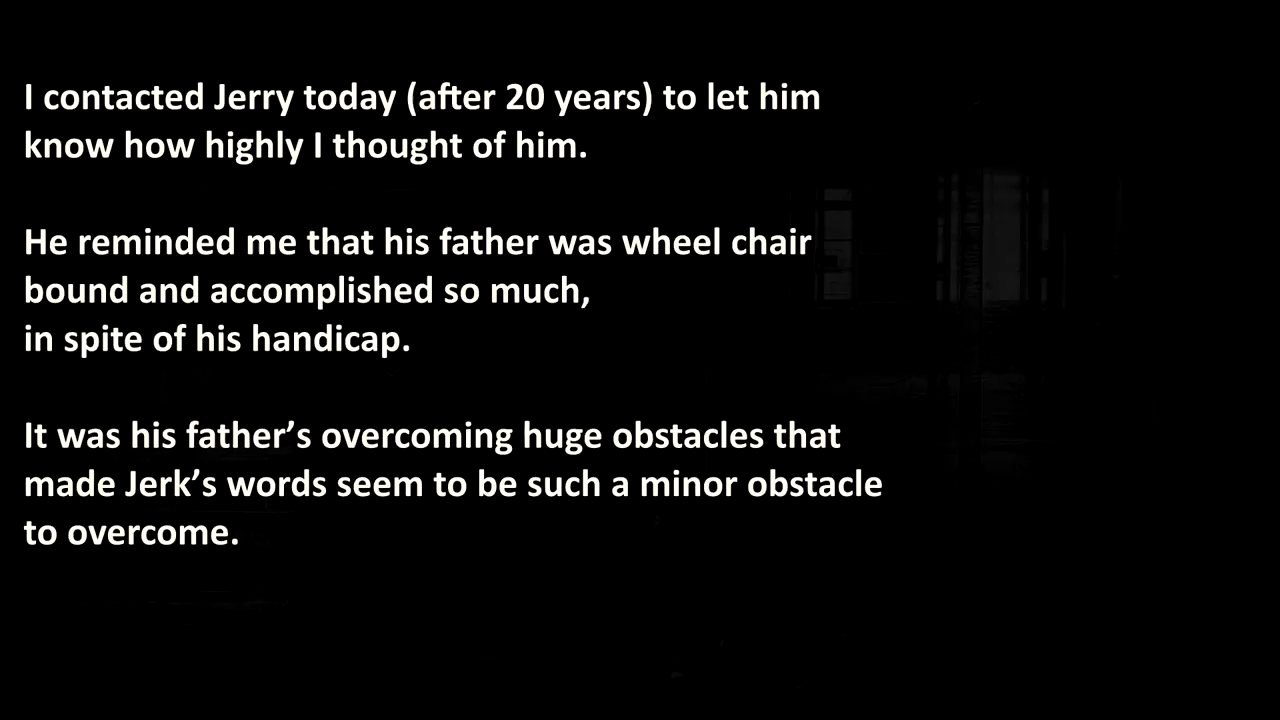 I contacted Jerry today (after 20 years) to let him
know how highly I thought of him.
He reminded me that his father was wheel chair
bound and accomplished so much,
in spite of his handicap.
It was his father’s overcoming huge obstacles that
made Jerk’s words seem to be such a minor obstacle
to overcome.